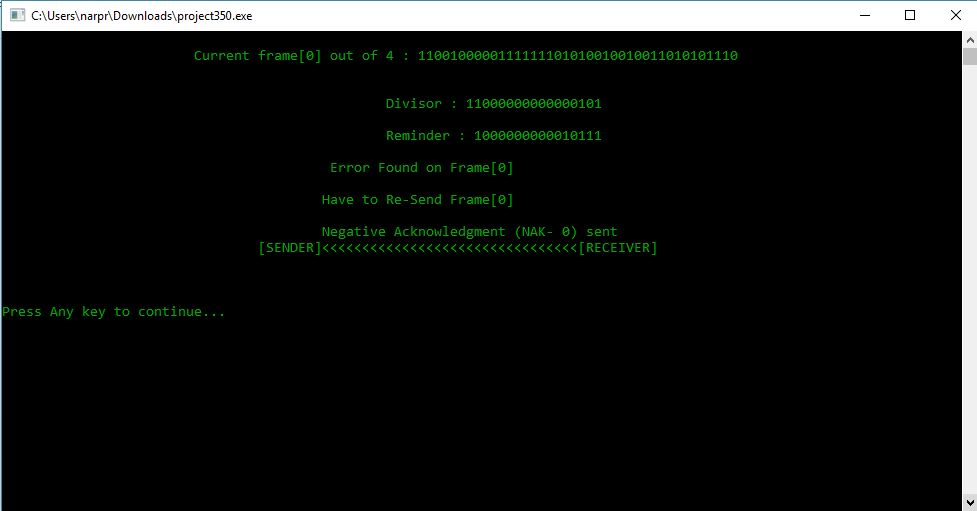 C:\Users\narpr\Downloads\project350.exe
Current frame[0] out of 4 : 1100100000111111101010010010011010101110
Divisor : 11000000000000101
Reminder : 1000000000010111
Error Found on Frame[0]
Have to Re-Send Frame[0]
Negative Acknowledgment (NAK- 0) sent
[SENDER]<<<<<<<<<<<<<<<<<<<<<<<<<<<<<<<<[RECEIVER]
Press Any key to continue...